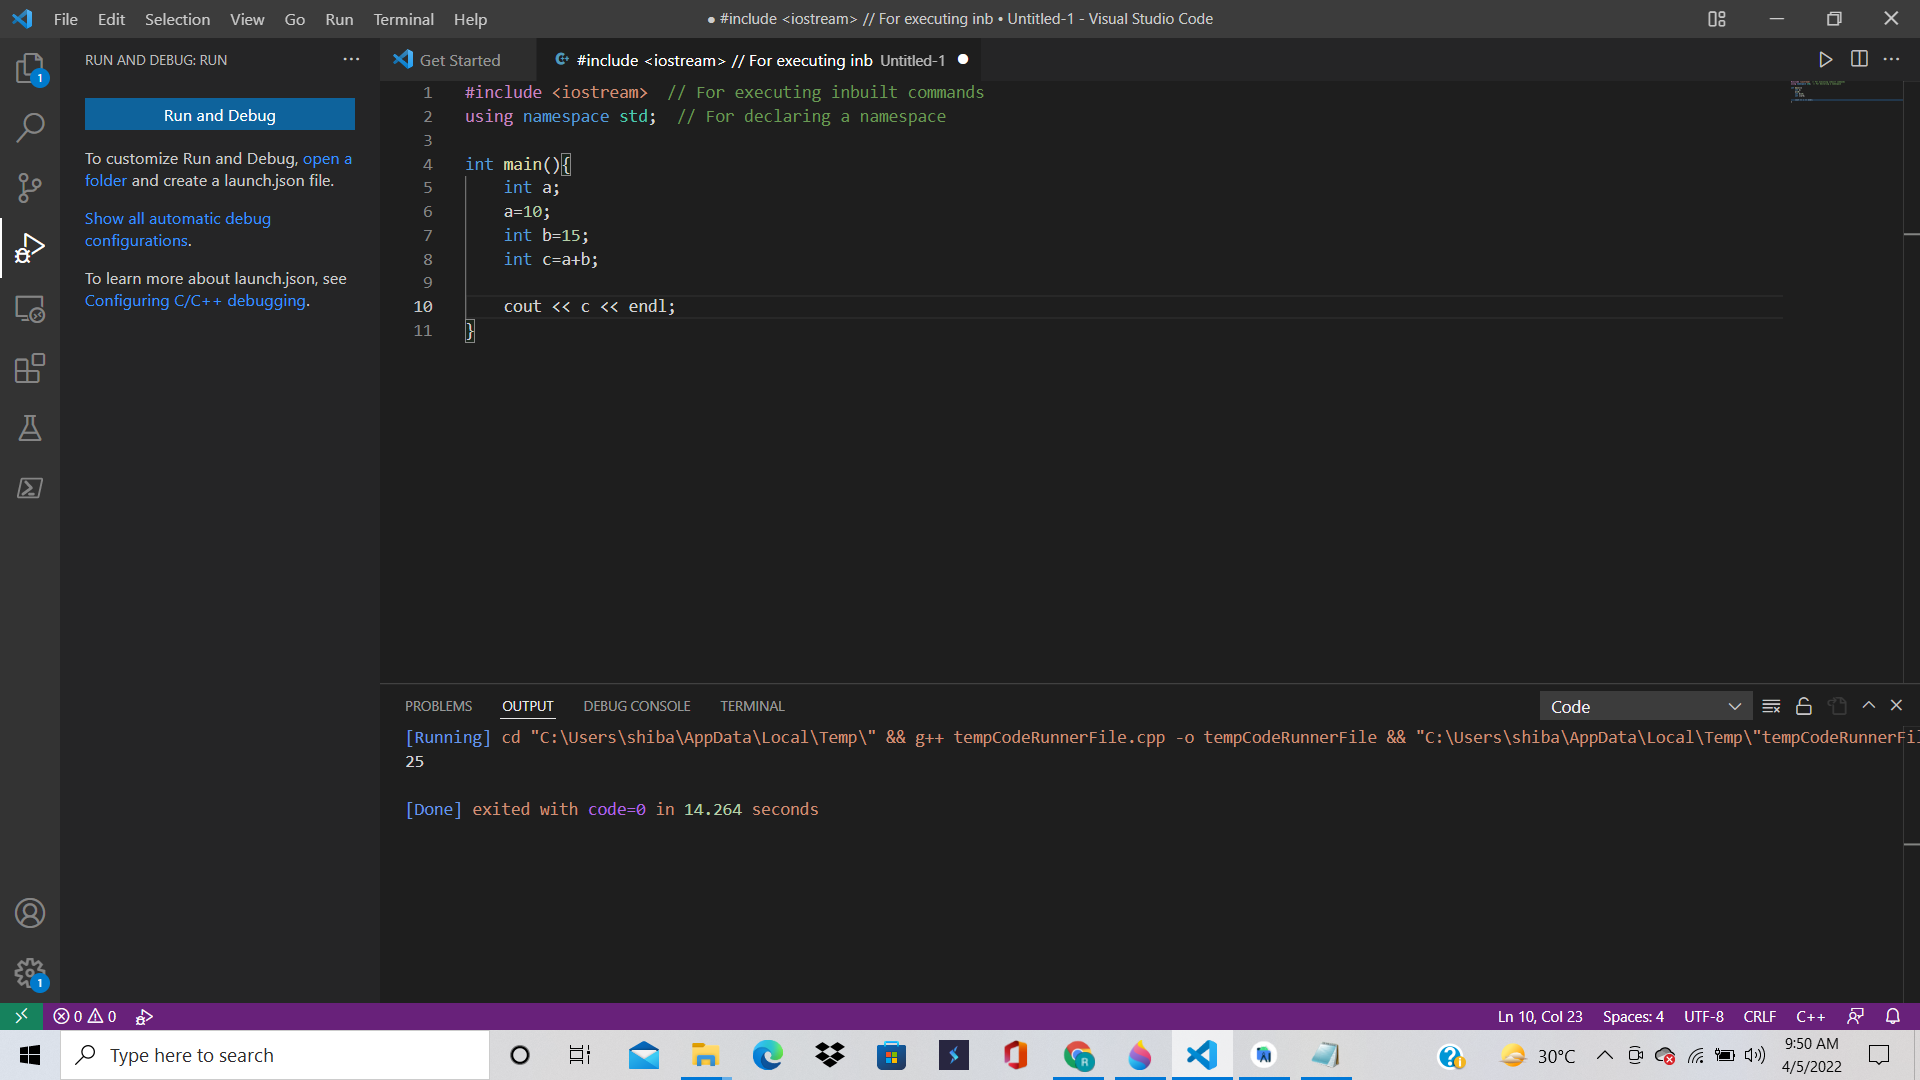 File Edit Selection View Go Run Terminal Help
● #include <iostream> // For executing inb • Untitled-1 - Visual Studio Code
RUN AND DEBUG: RUN
Run and Debug
To customize Run and Debug, open a
folder and create a launch.json file.
Show all automatic debug
configurations.
To learn more about launch.json, see
Configuring C/C++ debugging.
1
1
Get Started
#include <iostream> // For executing inb Untitled-1
1 #include <iostream>  // For executing inbuilt commands
2 using namespace std;  // For declaring a namespace
3
4 int main(){
5     int a;
6     a=10;
7     int b=15;
8     int c=a+b;
9
10     cout << c << endl;
11 }
PROBLEMS OUTPUT DEBUG CONSOLE TERMINAL
Code
[Running] cd "C:\Users\shiba\AppData\Local\Temp\" && g++ tempCodeRunnerFile.cpp -o tempCodeRunnerFile && "C:\Users\shiba\AppData\Local\Temp\"tempCodeRunnerFil
25
[Done] exited with code=0 in 14.264 seconds
0 0
Ln 10, Col 23 Spaces: 4 UTF-8 CRLF C++
Type here to search
30°C
9:50 AM
4/5/2022